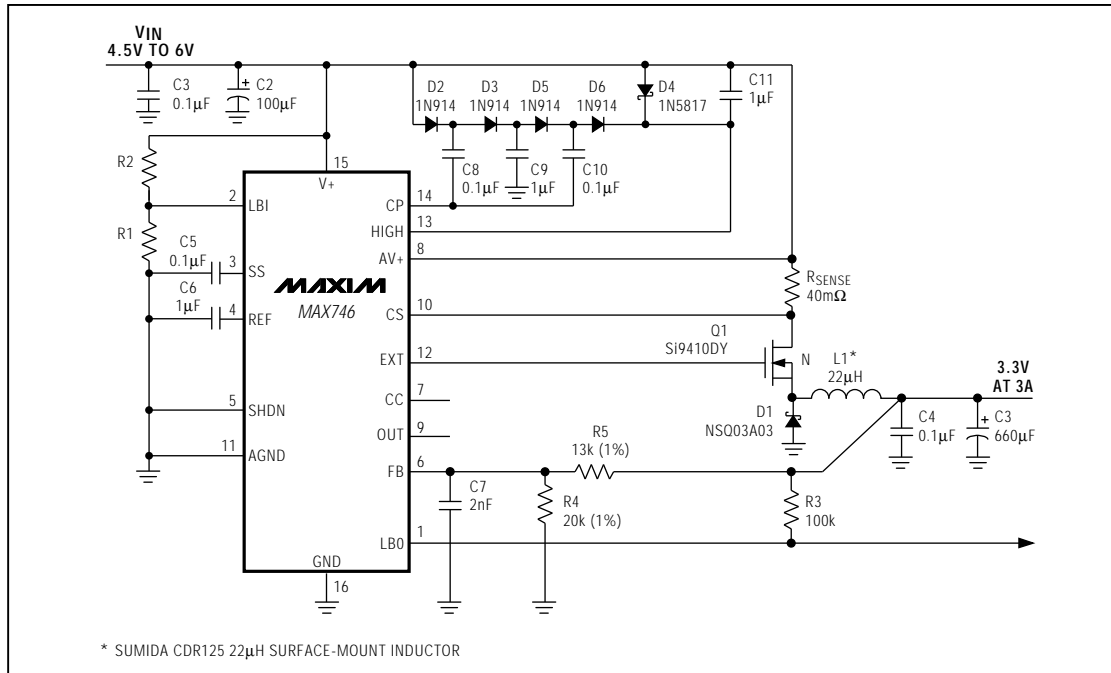 VIN
4.5V TO 6V
C3
0.1µF
C2
100µF
+
D2
1N914
D3
1N914
D5
1N914
D6
1N914
D4
1N5817
C11
1µF
C8
0.1µF
C9
1µF
C10
0.1µF
R2
R1
15
V+
2
LBI
C5
0.1µF
3
SS
C6
1µF
4
REF
5
SHDN
11
AGND
MAXIM
MAX746
CP
14
HIGH
13
AV+
8
CS
10
EXT
12
CC
7
OUT
9
FB
6
LB0
1
GND
16
RSENSE
40mΩ
Q1
Si9410DY
N
L1*
22µH
3.3V
AT 3A
D1
NSQ03A03
C4
0.1µF
+
C3
660µF
R5
13k (1%)
C7
2nF
R4
20k (1%)
R3
100k
* SUMIDA CDR125 22µH SURFACE-MOUNT INDUCTOR